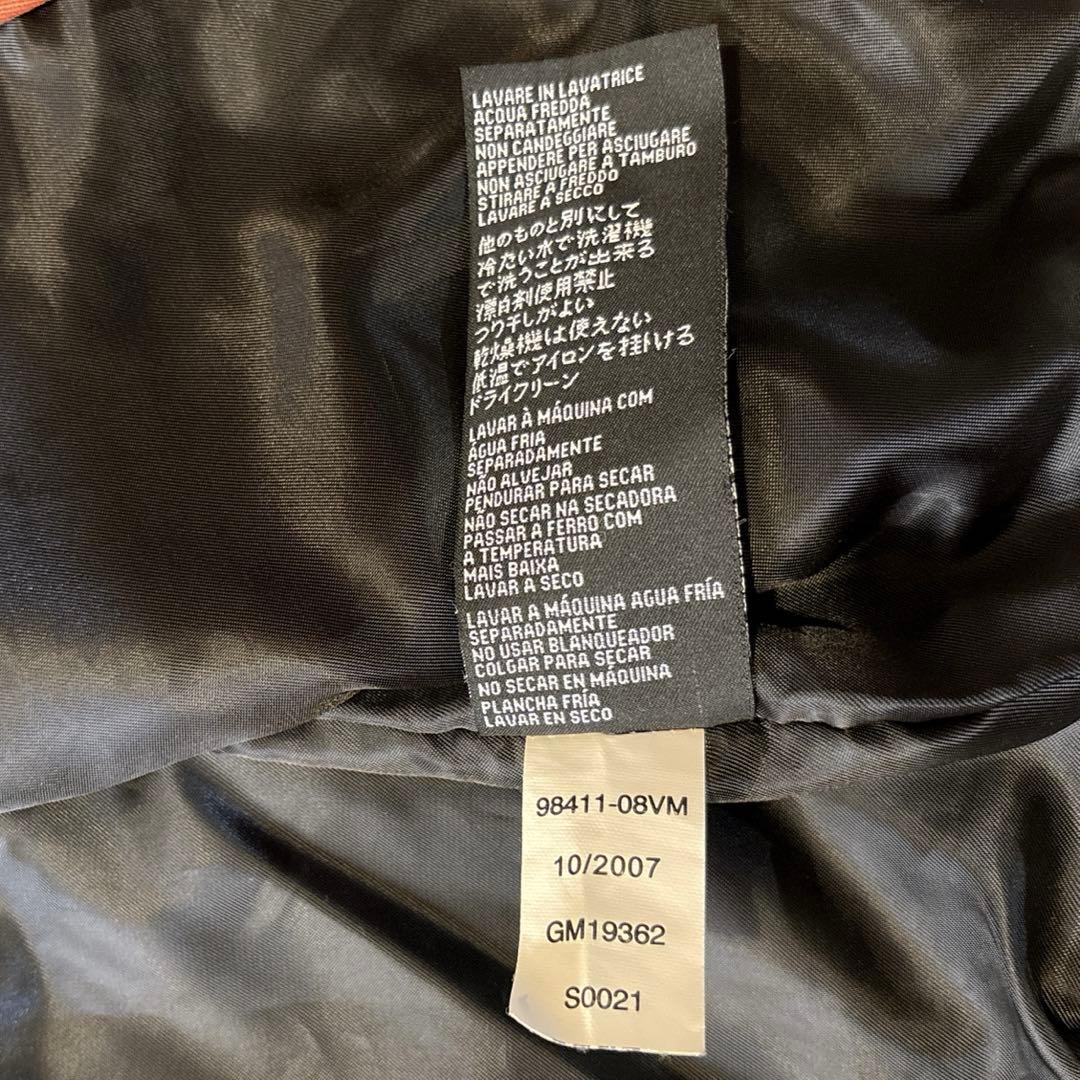 LAVARE IN LAVATRICE
ACQUA FREDDA
SEPARATAMENTE
NON CANDEGGIARE
APPENDERE PER ASCIUGARE
NON ASCIUGARE A TAMBURO
STIRARE A FREDDO
LAVARE A SECCO
他のものと別にして
冷たい水で洗濯機
で洗うことが出来る
漂白剤使用禁止
つり干しがよい
乾燥機は使えない
低温でアイロンを掛ける
ドライクリーン
LAVAR À MÁQUINA COM
ÁGUA FRIA
SEPARADAMENTE
NÃO ALVEJAR
PENDURAR PARA SECAR
NÃO SECAR NA SECADORA
PASSAR A FERRO COM
A TEMPERATURA
MAIS BAIXA
LAVAR A SECO
LAVAR A MÁQUINA AGUA FRÍA
SEPARADAMENTE
NO USAR BLANQUEADOR
COLGAR PARA SECAR
NO SECAR EN MÁQUINA
PLANCHA FRÍA
LAVAR EN SECO
98411-08VM
10/2007
GM19362
S0021